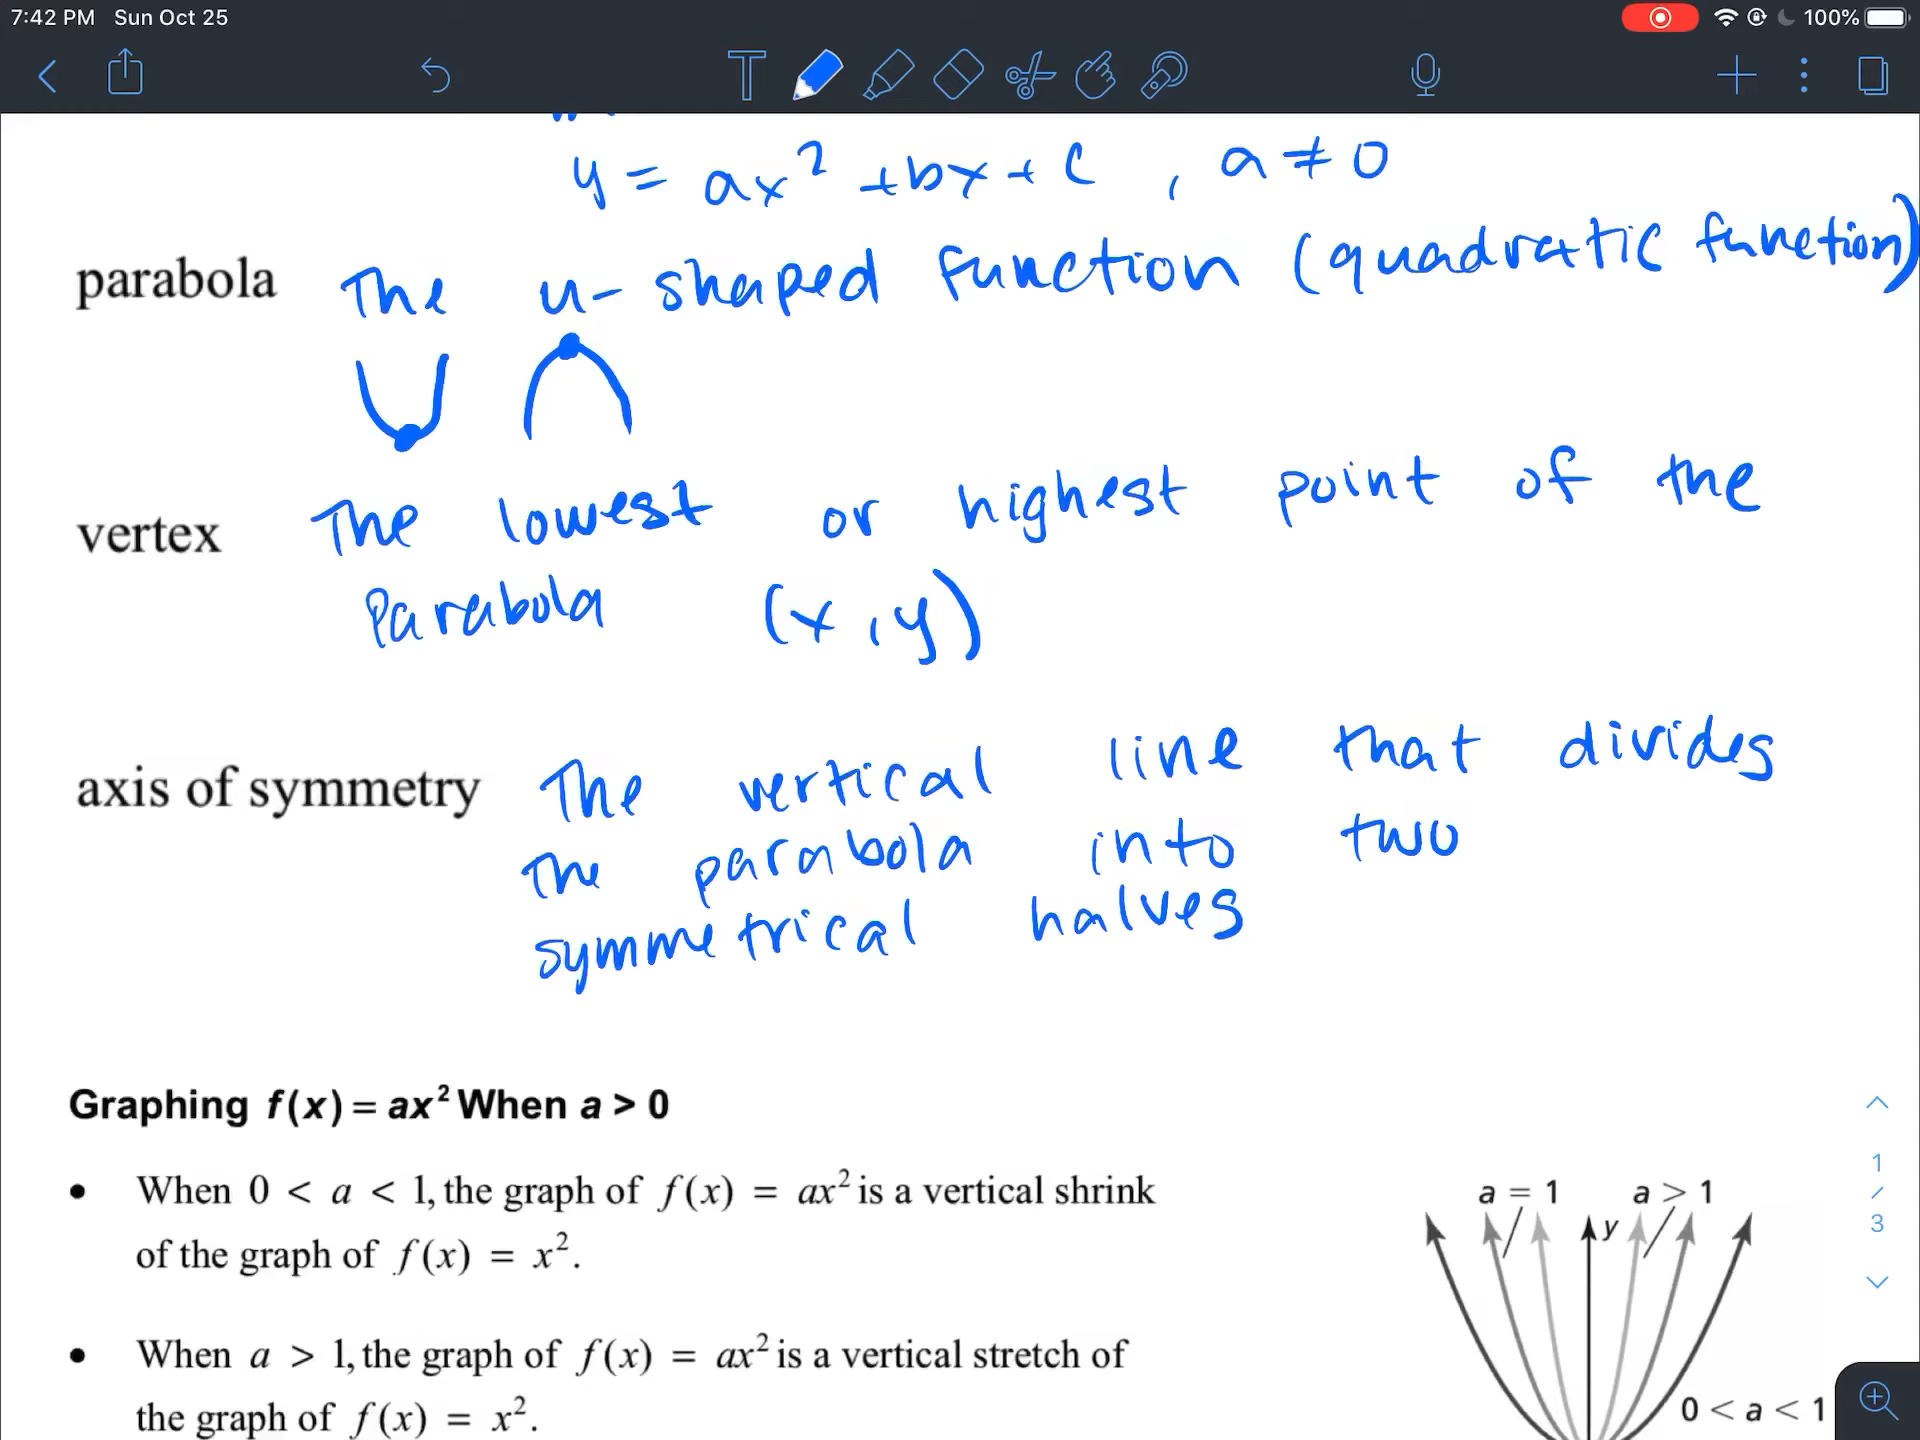 7:42 PM Sun Oct 25 100%
y = ax² + bx + c , a ≠ 0
parabola The u-shaped function (quadratic function)
vertex The lowest or highest point of the
Parabola (x, y)
axis of symmetry The vertical line that divides
the parabola into two
symmetrical halves
Graphing f(x) = ax² When a > 0
• When 0 < a < 1, the graph of f(x) = ax² is a vertical shrink
of the graph of f(x) = x².
• When a > 1, the graph of f(x) = ax² is a vertical stretch of
the graph of f(x) = x².
a = 1 a > 1
y
0 < a < 1
1
/
3